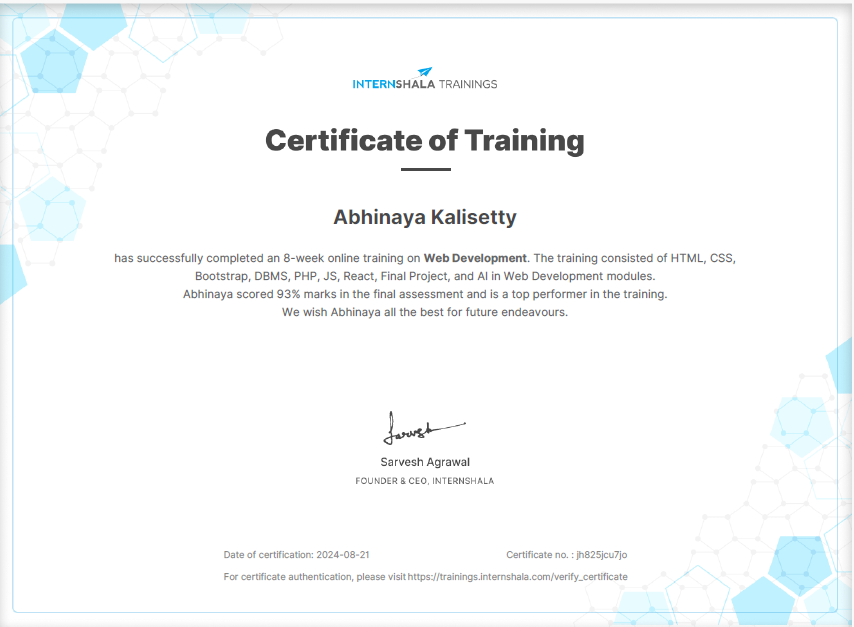 INTERNSHALA TRAININGS
Certificate of Training
Abhinaya Kalisetty
has successfully completed an 8-week online training on Web Development. The training consisted of HTML, CSS,
Bootstrap, DBMS, PHP, JS, React, Final Project, and AI in Web Development modules.
Abhinaya scored 93% marks in the final assessment and is a top performer in the training.
We wish Abhinaya all the best for future endeavours.
Sarvesh
Sarvesh Agrawal
FOUNDER & CEO, INTERNSHALA
Date of certification: 2024-08-21 Certificate no. : jh825jcu7jo
For certificate authentication, please visit https://trainings.internshala.com/verify_certificate